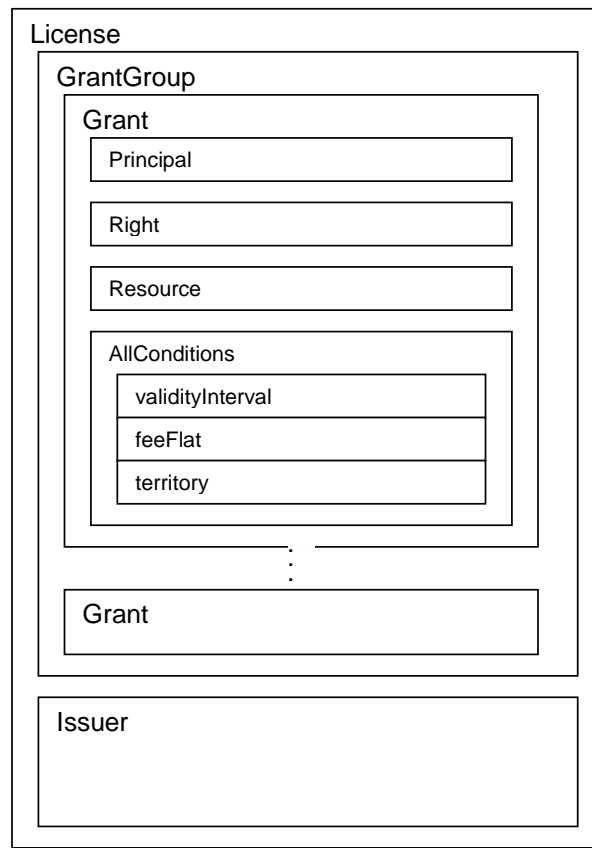 License
GrantGroup
Grant
Principal
Right
Resource
AllConditions
validityInterval
feeFlat
territory
Grant
Issuer